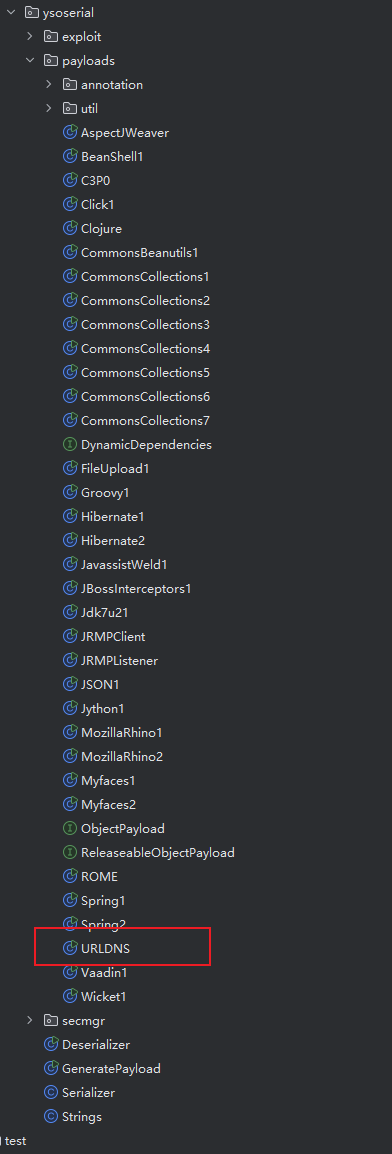 ysoserial
exploit
payloads
annotation
util
AspectJWeaver
BeanShell1
C3P0
Click1
Clojure
CommonsBeanutils1
CommonsCollections1
CommonsCollections2
CommonsCollections3
CommonsCollections4
CommonsCollections5
CommonsCollections6
CommonsCollections7
DynamicDependencies
FileUpload1
Groovy1
Hibernate1
Hibernate2
JavassistWeld1
JBossInterceptors1
Jdk7u21
JRMPClient
JRMPListener
JSON1
Jython1
MozillaRhino1
MozillaRhino2
Myfaces1
Myfaces2
ObjectPayload
ReleaseableObjectPayload
ROME
Spring1
Spring2
URLDNS
Vaadin1
Wicket1
secmgr
Deserializer
GeneratePayload
Serializer
Strings
test